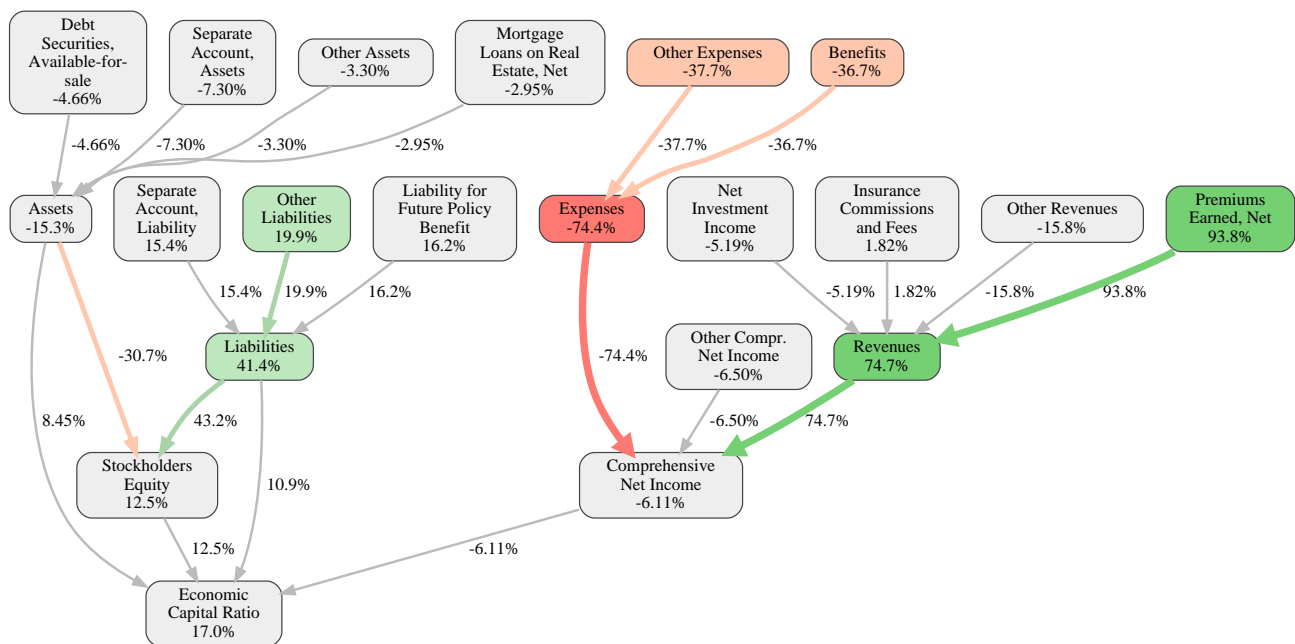 Debt
Securities,
Available-for-
sale
-4.66%
Separate
Account,
Assets
-7.30%
Other Assets
-3.30%
Mortgage
Loans on Real
Estate, Net
-2.95%
Other Expenses
-37.7%
Benefits
-36.7%
-4.66%
-7.30%
-3.30%
-2.95%
-37.7%
-36.7%
Assets
-15.3%
Separate
Account,
Liability
15.4%
Other
Liabilities
19.9%
Liability for
Future Policy
Benefit
16.2%
Expenses
-74.4%
Net
Investment
Income
-5.19%
Insurance
Commissions
and Fees
1.82%
Other Revenues
-15.8%
Premiums
Earned, Net
93.8%
15.4%
19.9%
16.2%
-5.19%
1.82%
-15.8%
93.8%
-30.7%
Liabilities
41.4%
-74.4%
Other Compr.
Net Income
-6.50%
Revenues
74.7%
8.45%
43.2%
-6.50%
74.7%
Stockholders
Equity
12.5%
10.9%
Comprehensive
Net Income
-6.11%
12.5%
-6.11%
Economic
Capital Ratio
17.0%